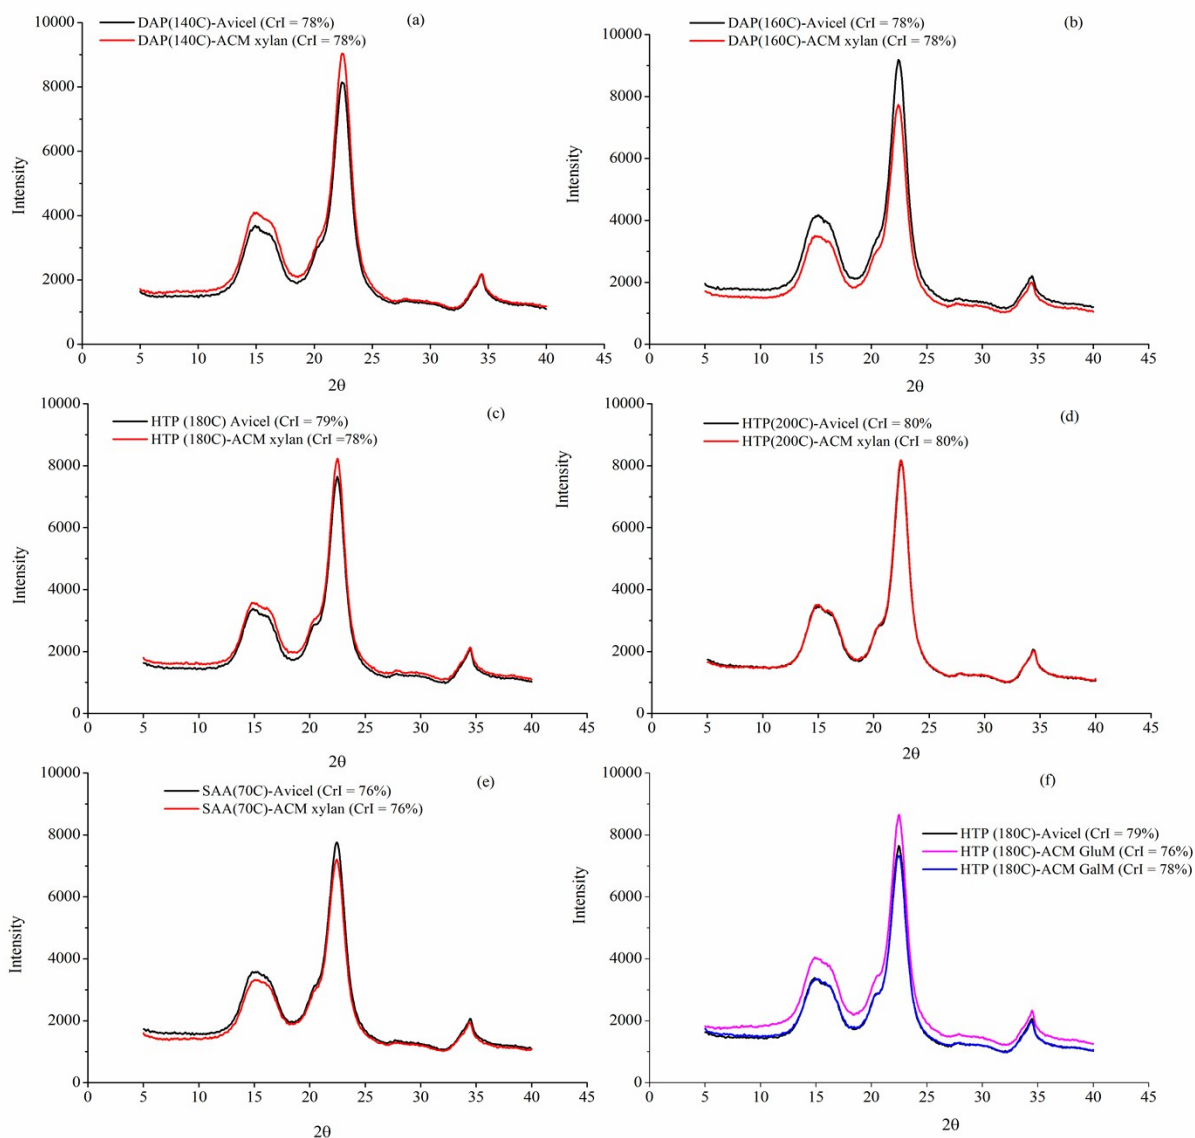 DAP(140C)-Avicel (CrI = 78%)
DAP(140C)-ACM xylan (CrI = 78%)
(a)
10000
8000
6000
4000
2000
0
Intensity
0 5 10 15 20 25 30 35 40 45
2θ
DAP(160C)-Avicel (CrI = 78%)
DAP(160C)-ACM xylan (CrI = 78%)
(b)
10000
8000
6000
4000
2000
0
Intensity
0 5 10 15 20 25 30 35 40 45
2θ
HTP (180C) Avicel (CrI = 79%)
HTP (180C)-ACM xylan (CrI =78%)
(c)
10000
8000
6000
4000
2000
0
Intensity
0 5 10 15 20 25 30 35 40 45
2θ
HTP(200C)-Avicel (CrI = 80%
HTP(200C)-ACM xylan (CrI = 80%)
(d)
10000
8000
6000
4000
2000
0
Intensity
0 5 10 15 20 25 30 35 40 45
2θ
SAA(70C)-Avicel (CrI = 76%)
SAA(70C)-ACM xylan (CrI = 76%)
(e)
10000
8000
6000
4000
2000
0
Intensity
0 5 10 15 20 25 30 35 40 45
2θ
(f)
HTP (180C)-Avicel (CrI = 79%)
HTP (180C)-ACM GluM (CrI = 76%)
HTP (180C)-ACM GalM (CrI = 78%)
10000
8000
6000
4000
2000
0
Intensity
0 5 10 15 20 25 30 35 40 45
2θ